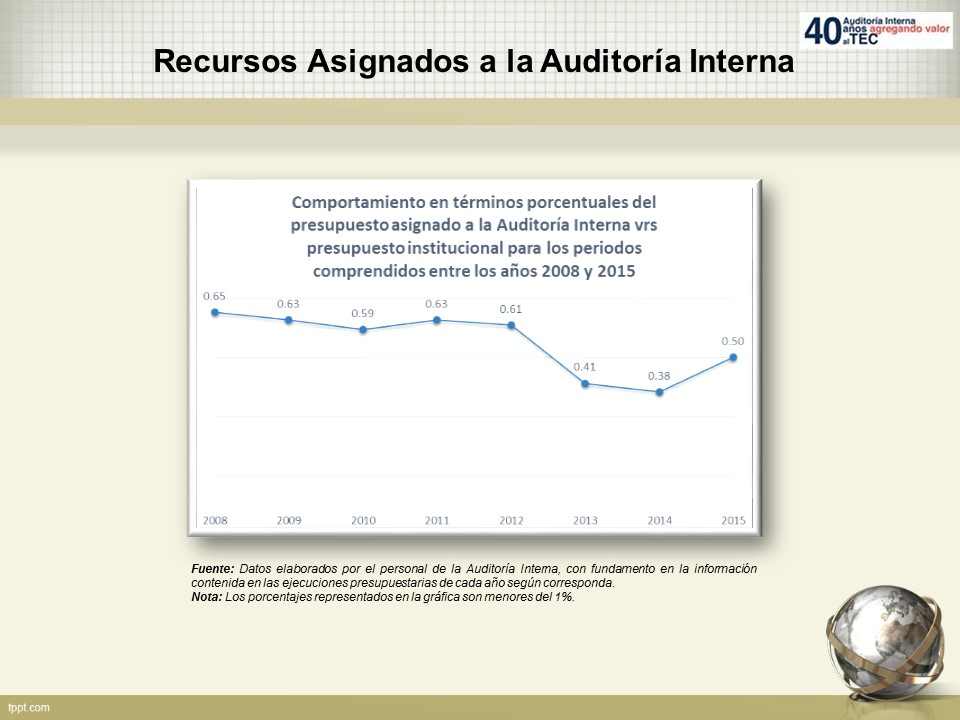 40 Auditoría Interna
años agregando valor
al TEC
Recursos Asignados a la Auditoría Interna
Comportamiento en términos porcentuales del
presupuesto asignado a la Auditoría Interna vrs
presupuesto institucional para los periodos
comprendidos entre los años 2008 y 2015
0.65 0.63 0.59 0.63 0.61 0.41 0.38 0.50
2008 2009 2010 2011 2012 2013 2014 2015
Fuente: Datos elaborados por el personal de la Auditoría Interna, con fundamento en la información
contenida en las ejecuciones presupuestarias de cada año según corresponda.
Nota: Los porcentajes representados en la gráfica son menores del 1%.
fppt.com